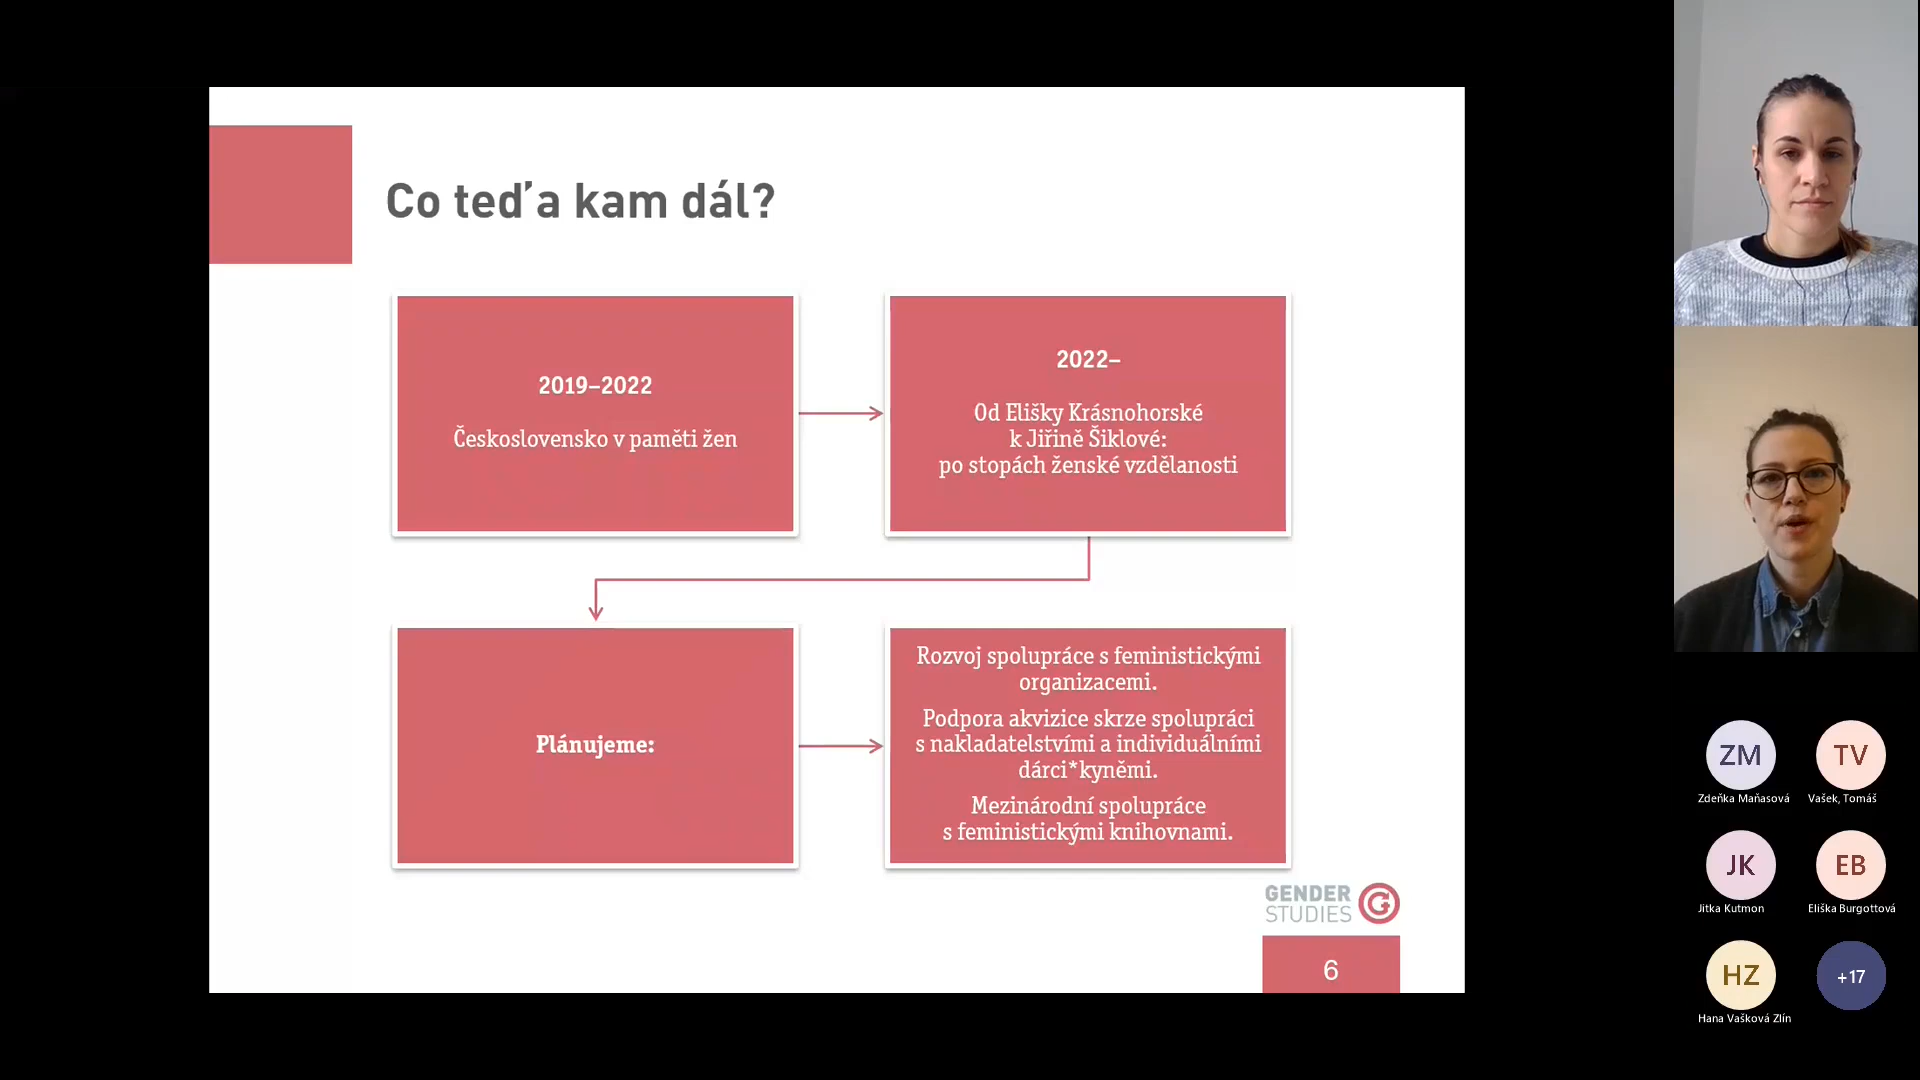 Co teď a kam dál?
2019–2022
Československo v paměti žen
2022–
Od Elišky Krásnohorské
k Jiřině Šiklové:
po stopách ženské vzdělanosti
Plánujeme:
Rozvoj spolupráce s feministickými
organizacemi.
Podpora akvizice skrze spolupráci
s nakladatelstvími a individuálními
dárci*kyněmi.
Mezinárodní spolupráce
s feministickými knihovnami.
GENDER
STUDIES
6
ZM
Zdeňka Maňasová
TV
Vašek, Tomáš
JK
Jitka Kutmon
EB
Eliška Burgottová
HZ
Hana Vašková Zlín
+17